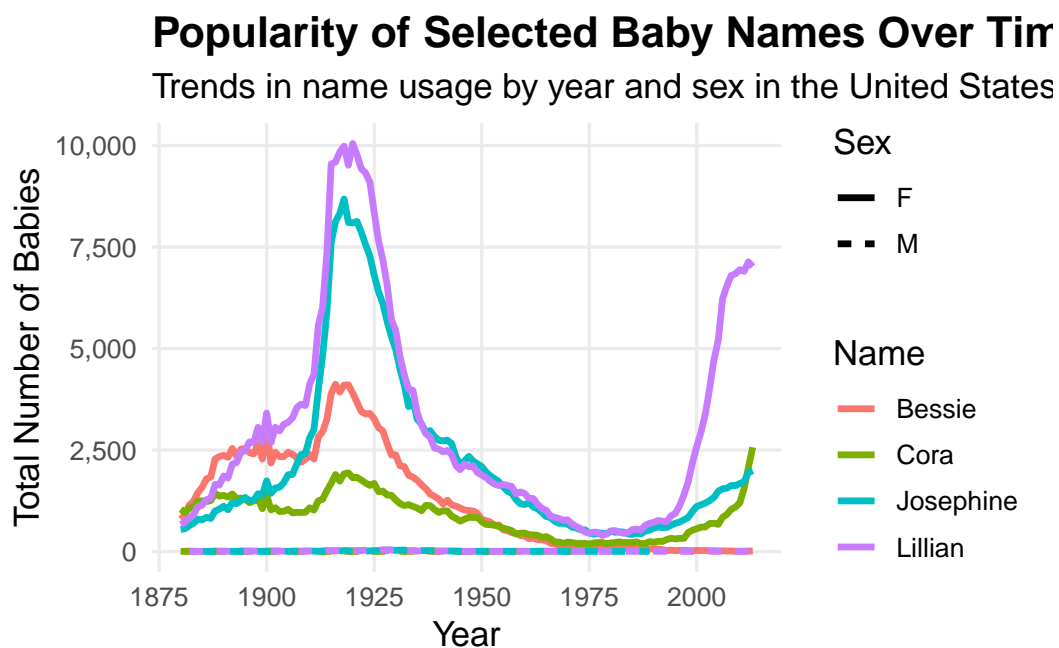 Popularity of Selected Baby Names Over Tim
Trends in name usage by year and sex in the United States
Total Number of Babies
10,000
7,500
5,000
2,500
0
1875 1900 1925 1950 1975 2000
Year
Sex
F
M
Name
Bessie
Cora
Josephine
Lillian